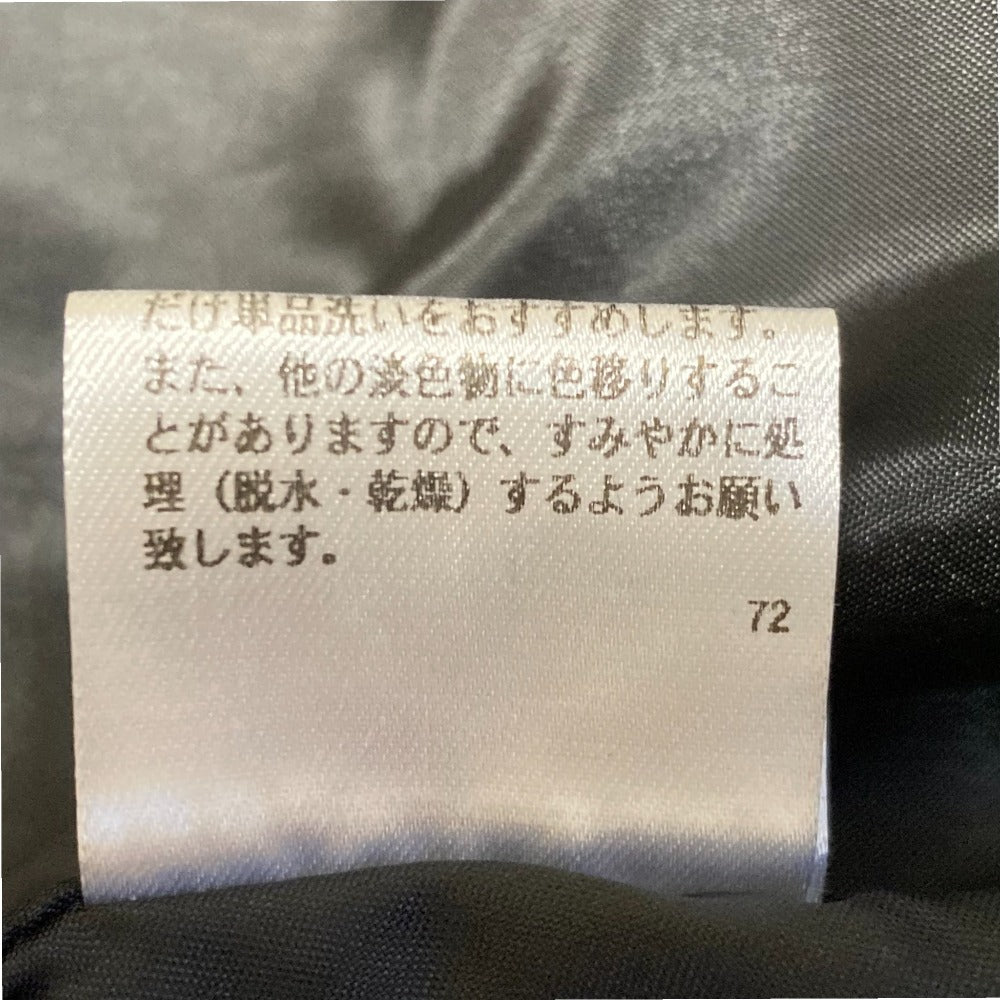 だけ単品洗いをおすすめします。
また、他の淡色物に色移りするこ
とがありますので、すみやかに処
理（脱水・乾燥）するようお願い
致します。
72